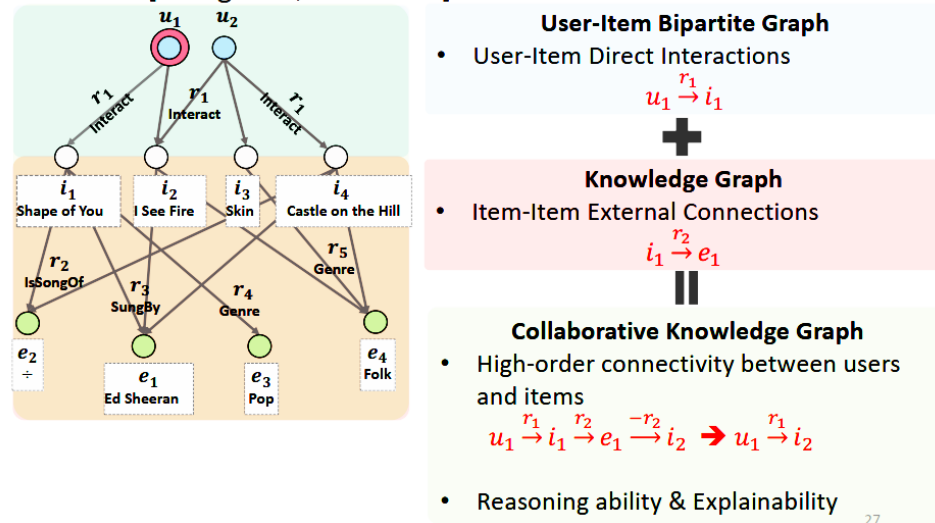 u₁ u₂
r₁ Interact
r₁ Interact
r₁ Interact
i₁ Shape of You
i₂ I See Fire
i₃ Skin
i₄ Castle on the Hill
r₂ IsSongOf
r₃ SungBy
r₄ Genre
r₅ Genre
e₂ ÷
e₁ Ed Sheeran
e₃ Pop
e₄ Folk
User-Item Bipartite Graph
• User-Item Direct Interactions
u₁ →(r₁) i₁
Knowledge Graph
• Item-Item External Connections
i₁ →(r₂) e₁
Collaborative Knowledge Graph
• High-order connectivity between users
and items
u₁ →(r₁) i₁ →(r₂) e₁ →(−r₂) i₂ ➔ u₁ →(r₁) i₂
• Reasoning ability & Explainability
27